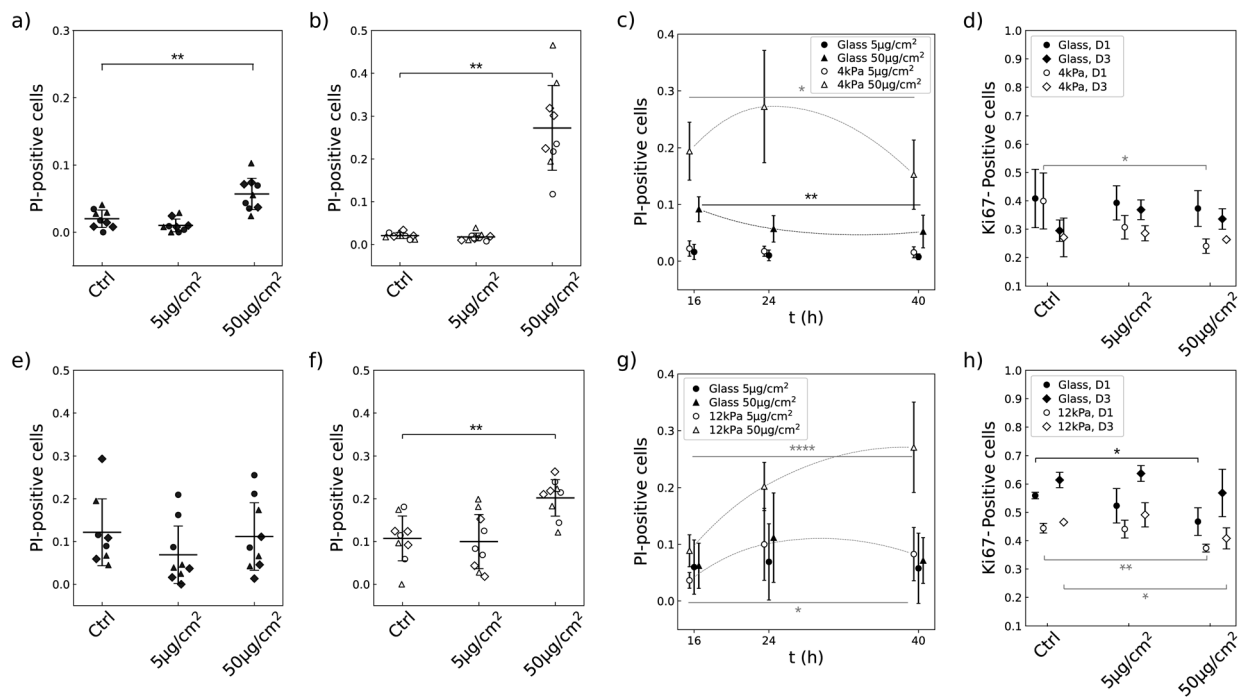 a)
0.3
0.2
0.1
0.0
PI-positive cells
**
Ctrl
5µg/cm²
50µg/cm²
b)
0.5
0.4
0.3
0.2
0.1
0.0
PI-positive cells
**
Ctrl
5µg/cm²
50µg/cm²
c)
0.4
0.3
0.2
0.1
0.0
PI-positive cells
Glass 5µg/cm²
Glass 50µg/cm²
4kPa 5µg/cm²
4kPa 50µg/cm²
*
**
16
24
40
t (h)
d)
1.0
0.9
0.8
0.7
0.6
0.5
0.4
0.3
0.2
0.1
Ki67- Positive cells
Glass, D1
Glass, D3
4kPa, D1
4kPa, D3
*
Ctrl
5µg/cm²
50µg/cm²
e)
0.5
0.4
0.3
0.2
0.1
0.0
PI-positive cells
Ctrl
5µg/cm²
50µg/cm²
f)
0.5
0.4
0.3
0.2
0.1
0.0
PI-positive cells
**
Ctrl
5µg/cm²
50µg/cm²
g)
0.4
0.3
0.2
0.1
0.0
PI-positive cells
Glass 5µg/cm²
Glass 50µg/cm²
12kPa 5µg/cm²
12kPa 50µg/cm²
****
*
16
24
40
t (h)
h)
1.0
0.9
0.8
0.7
0.6
0.5
0.4
0.3
0.2
0.1
Ki67- Positive cells
Glass, D1
Glass, D3
12kPa, D1
12kPa, D3
*
**
*
Ctrl
5µg/cm²
50µg/cm²